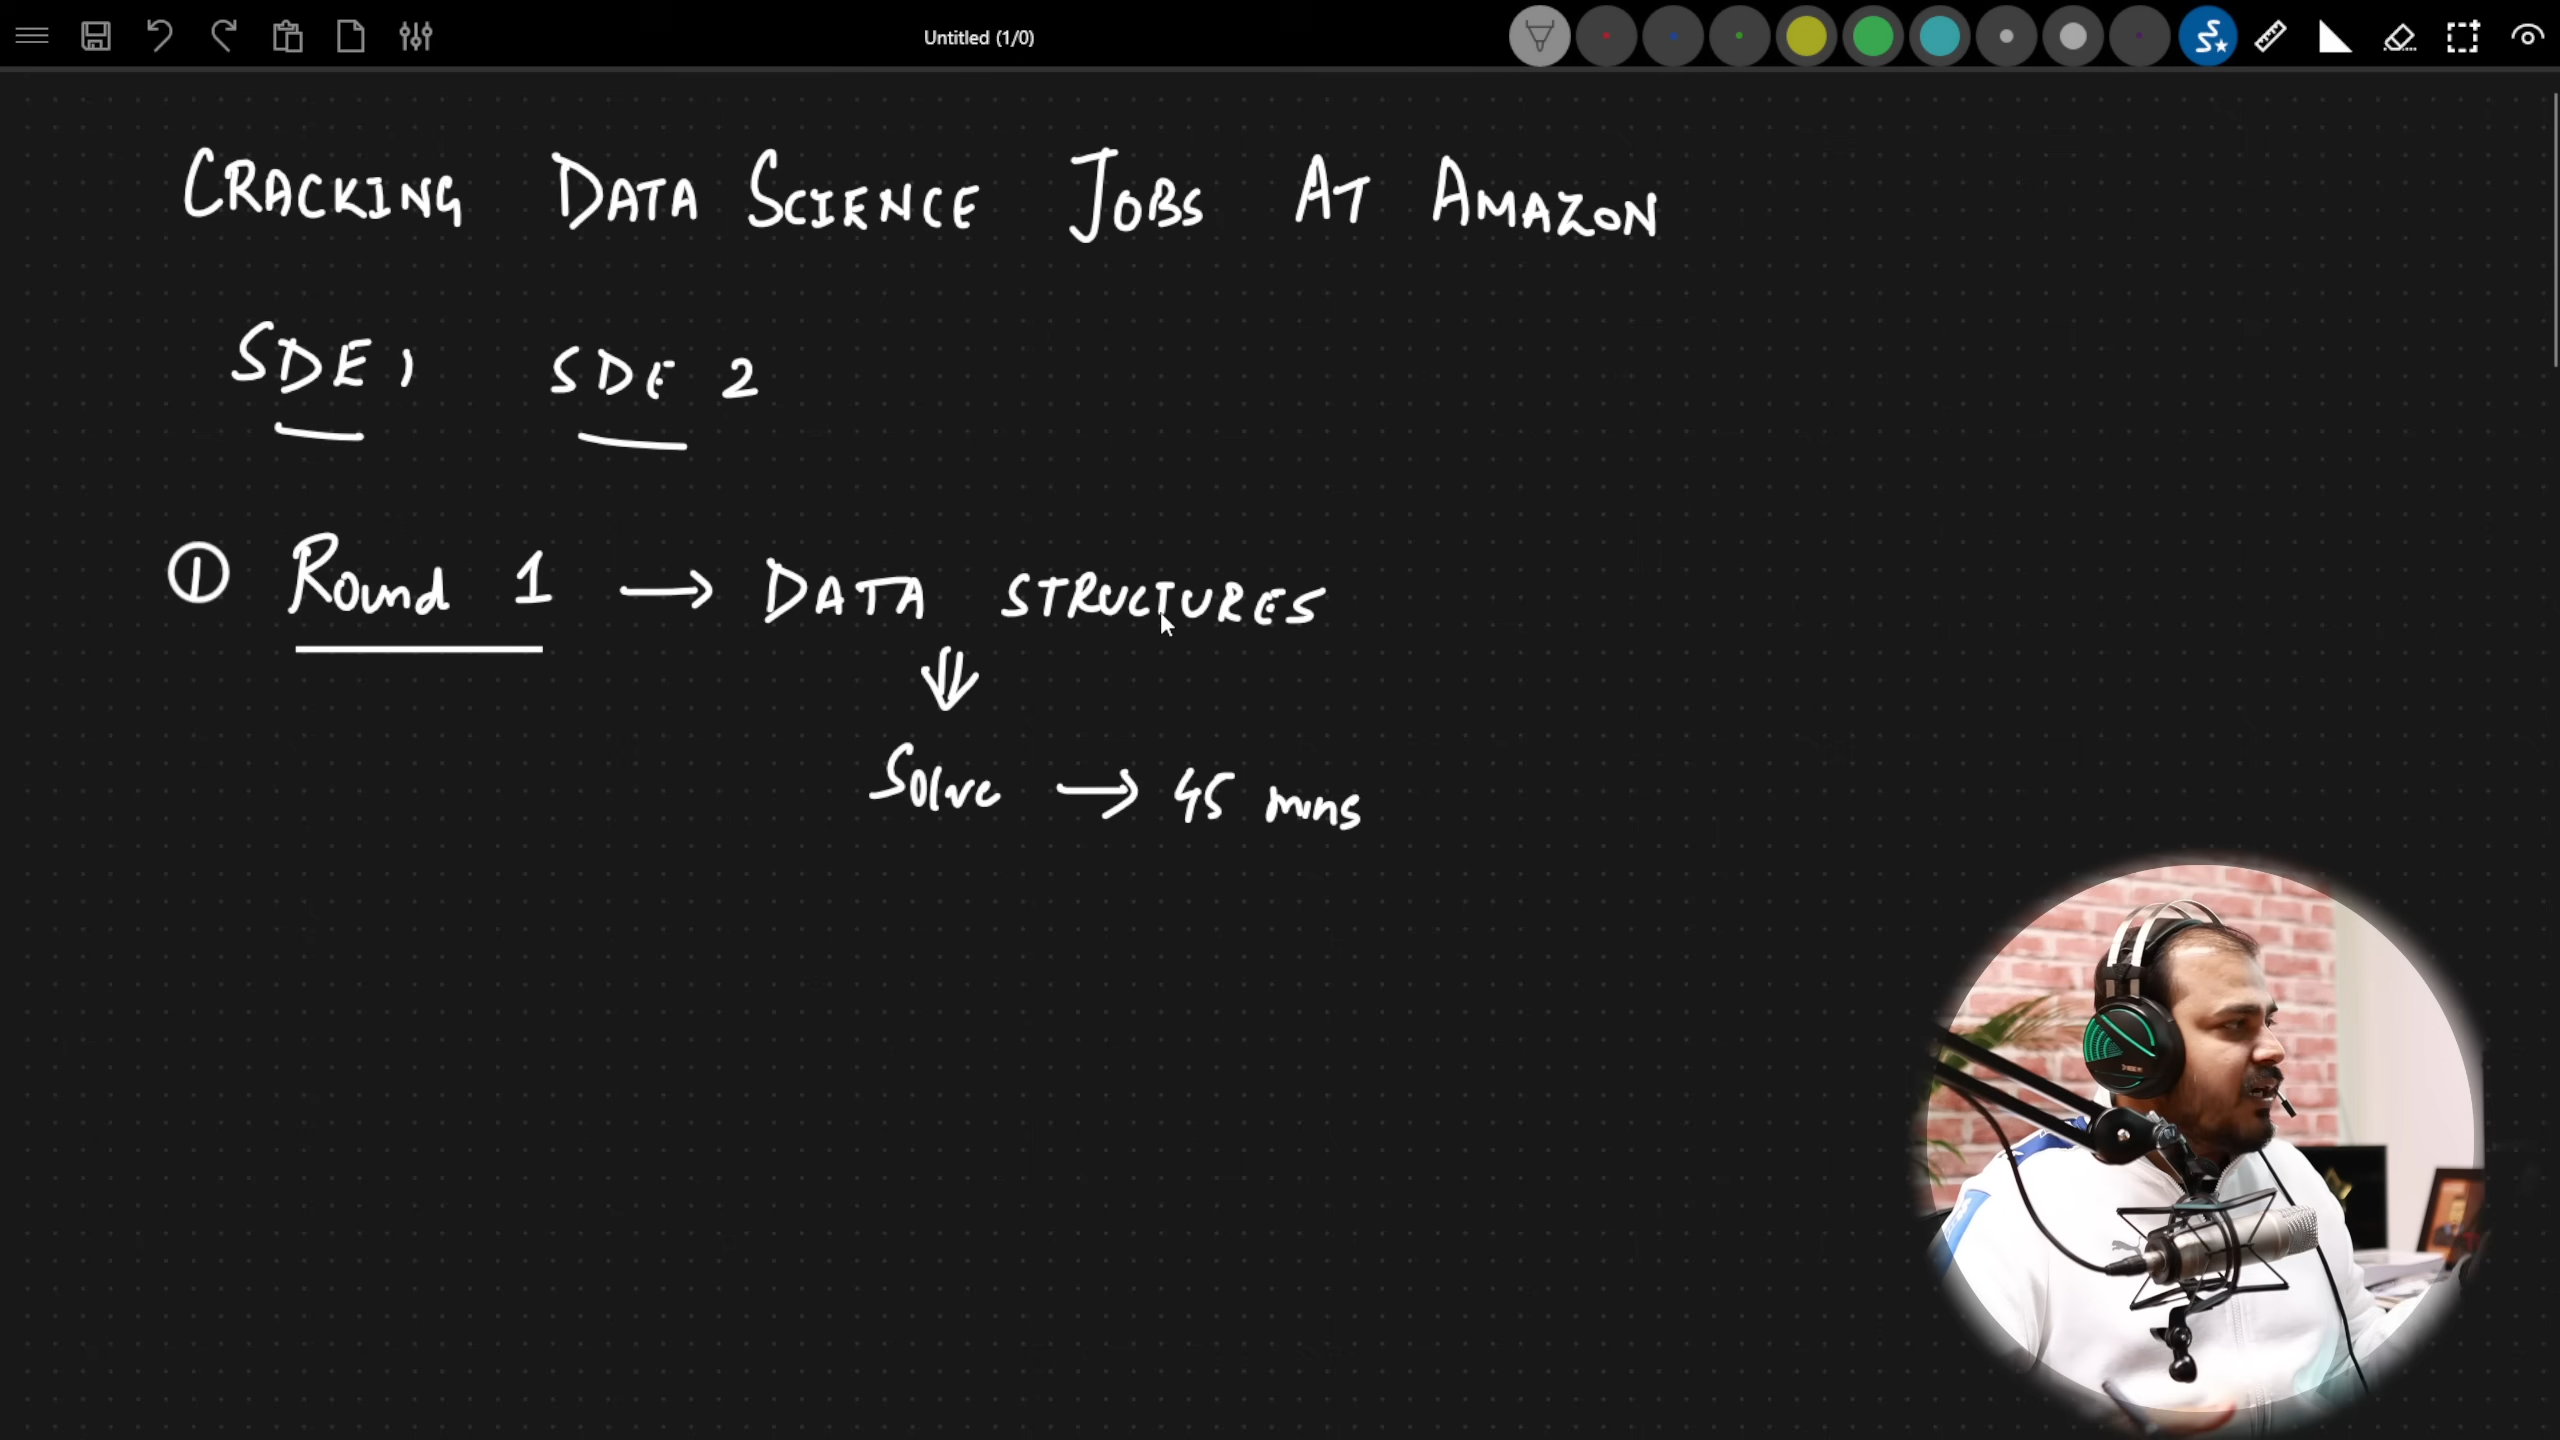 Untitled (1/0)
CRACKING DATA SCIENCE JOBS AT AMAZON
SDE 1 SDE 2
① Round 1 → DATA STRUCTURES
⇓
Solve → 45 mins